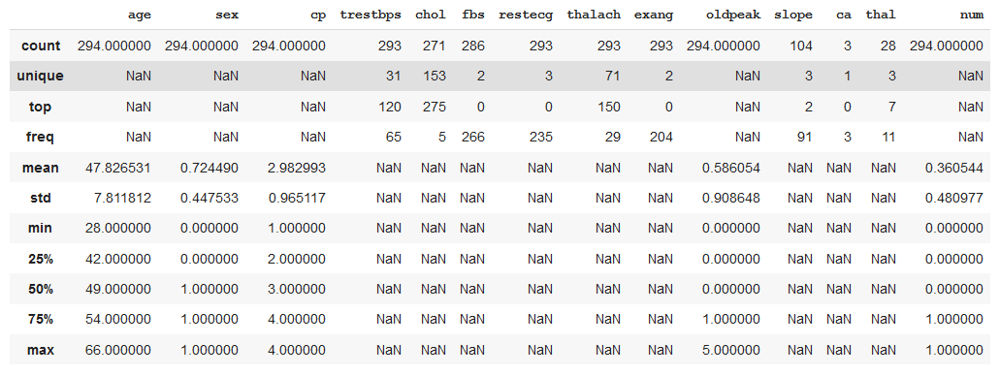 age sex cp trestbps chol fbs restecg thalach exang oldpeak slope ca thal num
count 294.000000 294.000000 294.000000 293 271 286 293 293 293 294.000000 104 3 28 294.000000
unique NaN NaN NaN 31 153 2 3 71 2 NaN 3 1 3 NaN
top NaN NaN NaN 120 275 0 0 150 0 NaN 2 0 7 NaN
freq NaN NaN NaN 65 5 266 235 29 204 NaN 91 3 11 NaN
mean 47.826531 0.724490 2.982993 NaN NaN NaN NaN NaN NaN 0.586054 NaN NaN NaN 0.360544
std 7.811812 0.447533 0.965117 NaN NaN NaN NaN NaN NaN 0.908648 NaN NaN NaN 0.480977
min 28.000000 0.000000 1.000000 NaN NaN NaN NaN NaN NaN 0.000000 NaN NaN NaN 0.000000
25% 42.000000 0.000000 2.000000 NaN NaN NaN NaN NaN NaN 0.000000 NaN NaN NaN 0.000000
50% 49.000000 1.000000 3.000000 NaN NaN NaN NaN NaN NaN 0.000000 NaN NaN NaN 0.000000
75% 54.000000 1.000000 4.000000 NaN NaN NaN NaN NaN NaN 1.000000 NaN NaN NaN 1.000000
max 66.000000 1.000000 4.000000 NaN NaN NaN NaN NaN NaN 5.000000 NaN NaN NaN 1.000000